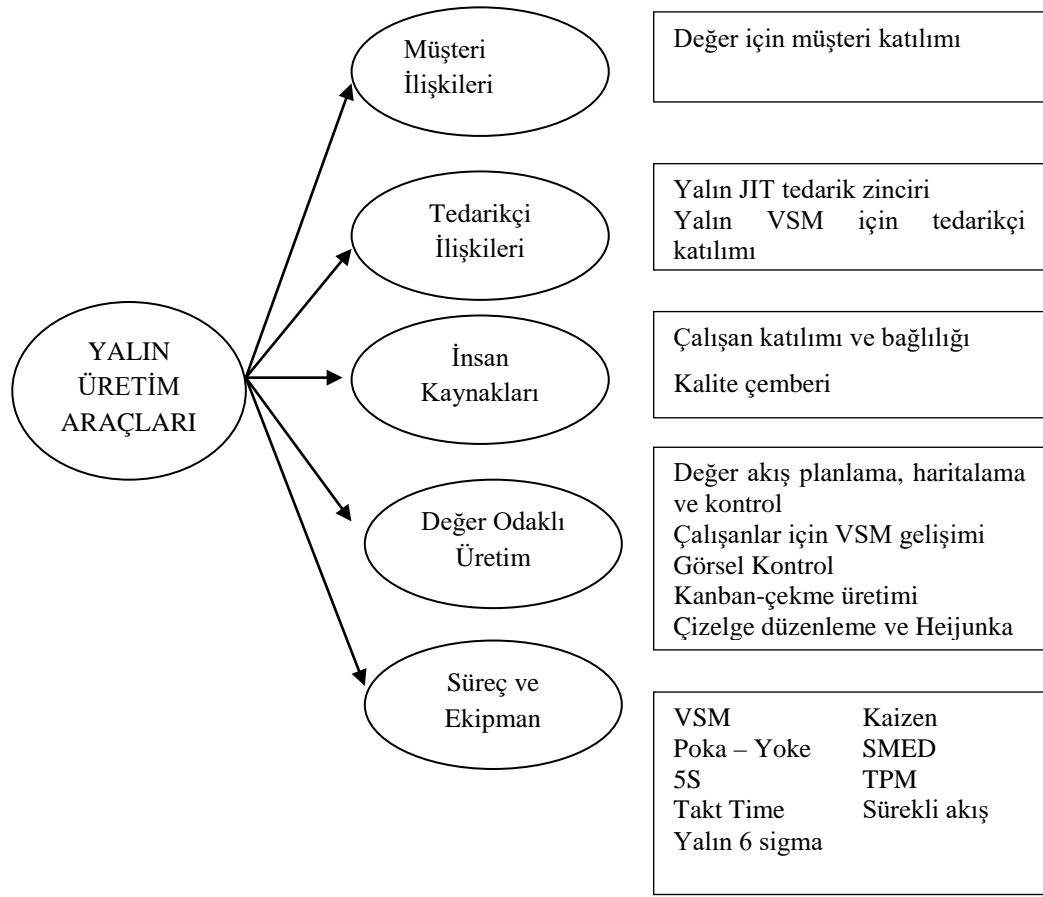 Müşteri
İlişkileri
Değer için müşteri katılımı
Tedarikçi
İlişkileri
Yalın JIT tedarik zinciri
Yalın VSM için tedarikçi
katılımı
YALIN
ÜRETİM
ARAÇLARI
İnsan
Kaynakları
Çalışan katılımı ve bağlılığı
Kalite çemberi
Değer Odaklı
Üretim
Değer akış planlama, haritalama
ve kontrol
Çalışanlar için VSM gelişimi
Görsel Kontrol
Kanban-çekme üretimi
Çizelge düzenleme ve Heijunka
Süreç ve
Ekipman
VSM Kaizen
Poka – Yoke SMED
5S TPM
Takt Time Sürekli akış
Yalın 6 sigma